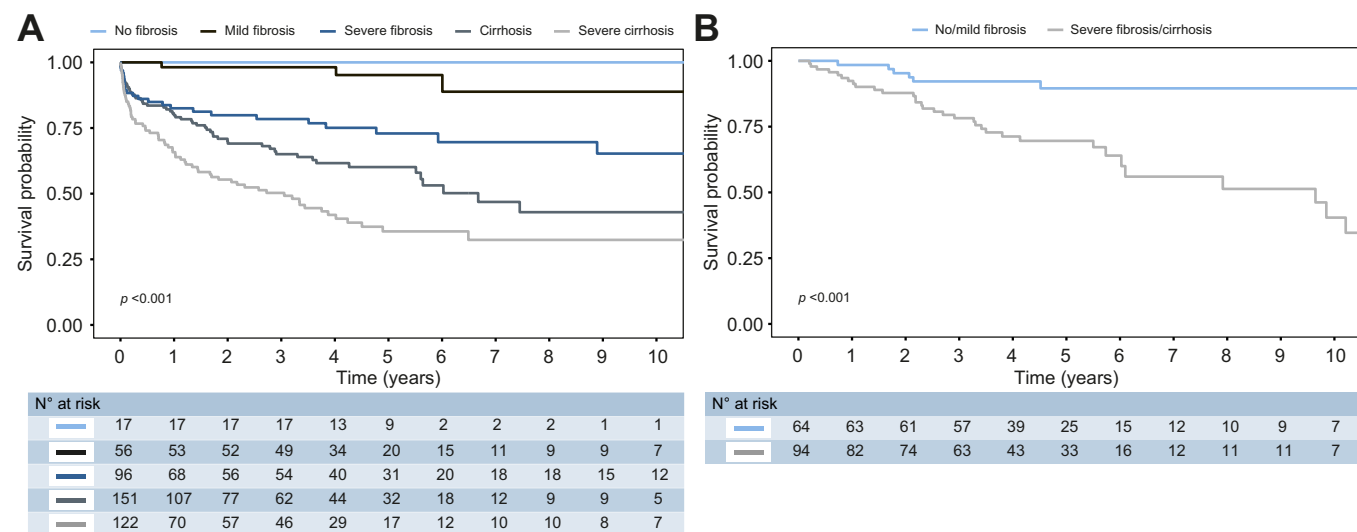 A
No fibrosis Mild fibrosis Severe fibrosis Cirrhosis Severe cirrhosis
Survival probability
1.00
0.75
0.50
0.25
0.00
p <0.001
0 1 2 3 4 5 6 7 8 9 10
Time (years)
N° at risk
17 17 17 17 13 9 2 2 2 1 1
56 53 52 49 34 20 15 11 9 9 7
96 68 56 54 40 31 20 18 18 15 12
151 107 77 62 44 32 18 12 9 9 5
122 70 57 46 29 17 12 10 10 8 7
B
No/mild fibrosis Severe fibrosis/cirrhosis
Survival probability
1.00
0.75
0.50
0.25
0.00
p <0.001
0 1 2 3 4 5 6 7 8 9 10
Time (years)
N° at risk
64 63 61 57 39 25 15 12 10 9 7
94 82 74 63 43 33 16 12 11 11 7